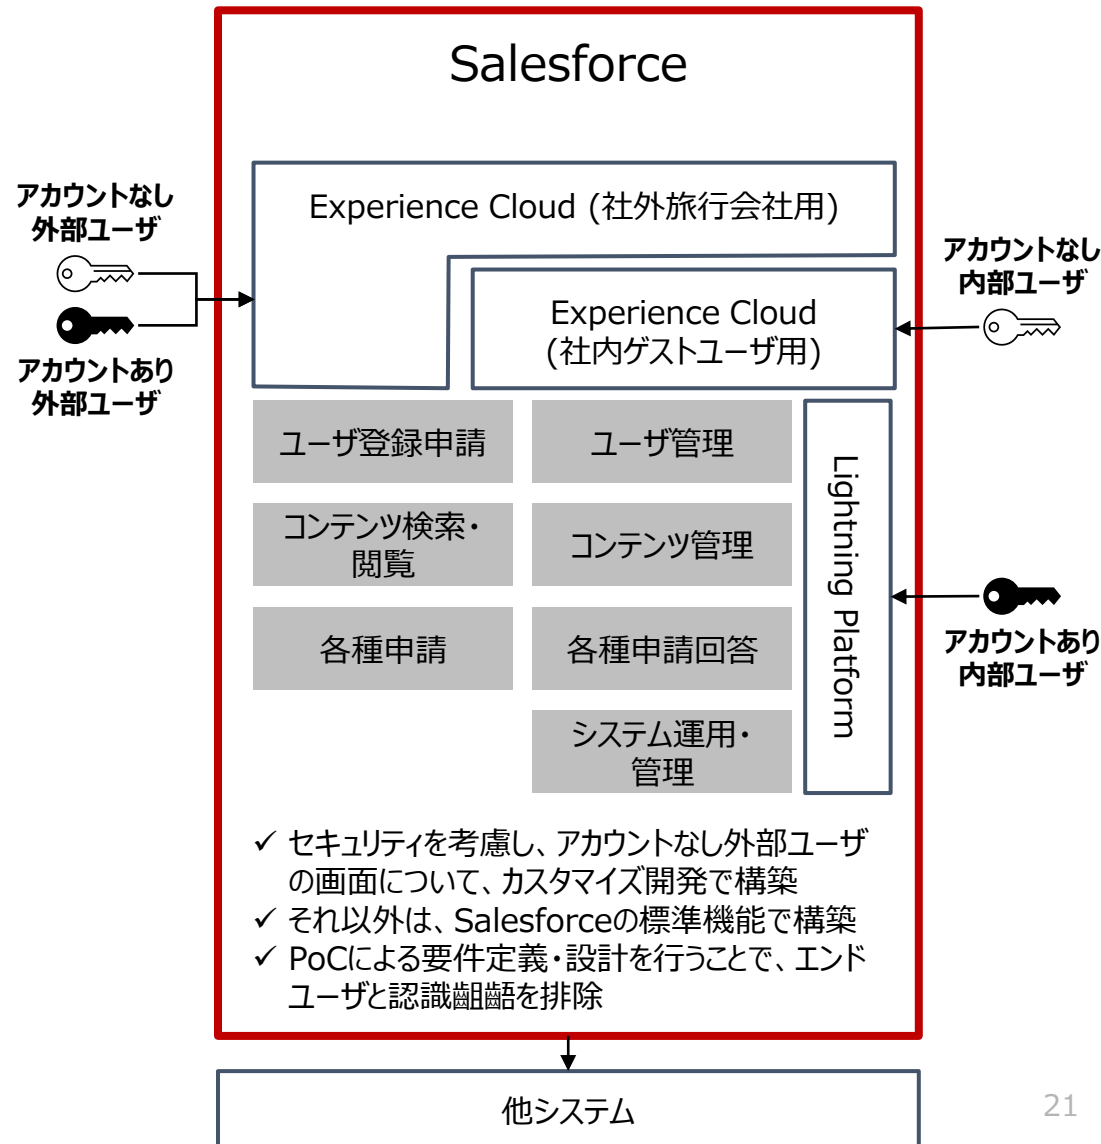 Salesforce
アカウントなし
外部ユーザ
アカウントあり
外部ユーザ
Experience Cloud (社外旅行会社用)
Experience Cloud
(社内ゲストユーザ用)
アカウントなし
内部ユーザ
ユーザ登録申請
ユーザ管理
コンテンツ検索・
閲覧
コンテンツ管理
各種申請
各種申請回答
システム運用・
管理
Lightning Platform
アカウントあり
内部ユーザ
✓ セキュリティを考慮し、アカウントなし外部ユーザ
の画面について、カスタマイズ開発で構築
✓ それ以外は、Salesforceの標準機能で構築
✓ PoCによる要件定義・設計を行うことで、エンド
ユーザと認識齟齬を排除
他システム
21